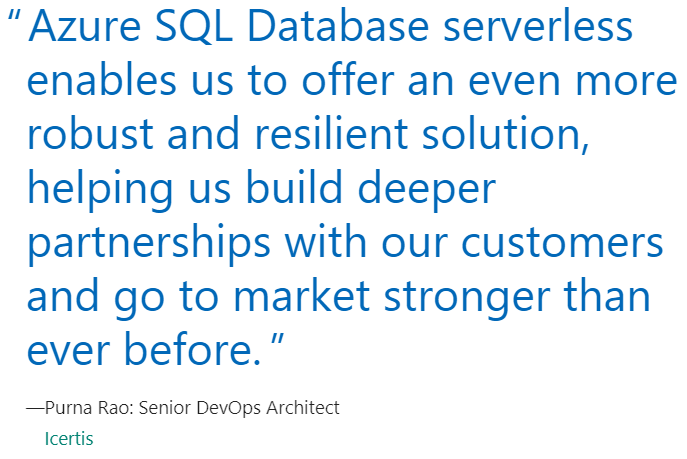 “Azure SQL Database serverless
enables us to offer an even more
robust and resilient solution,
helping us build deeper
partnerships with our customers
and go to market stronger than
ever before.”
—Purna Rao: Senior DevOps Architect
Icertis